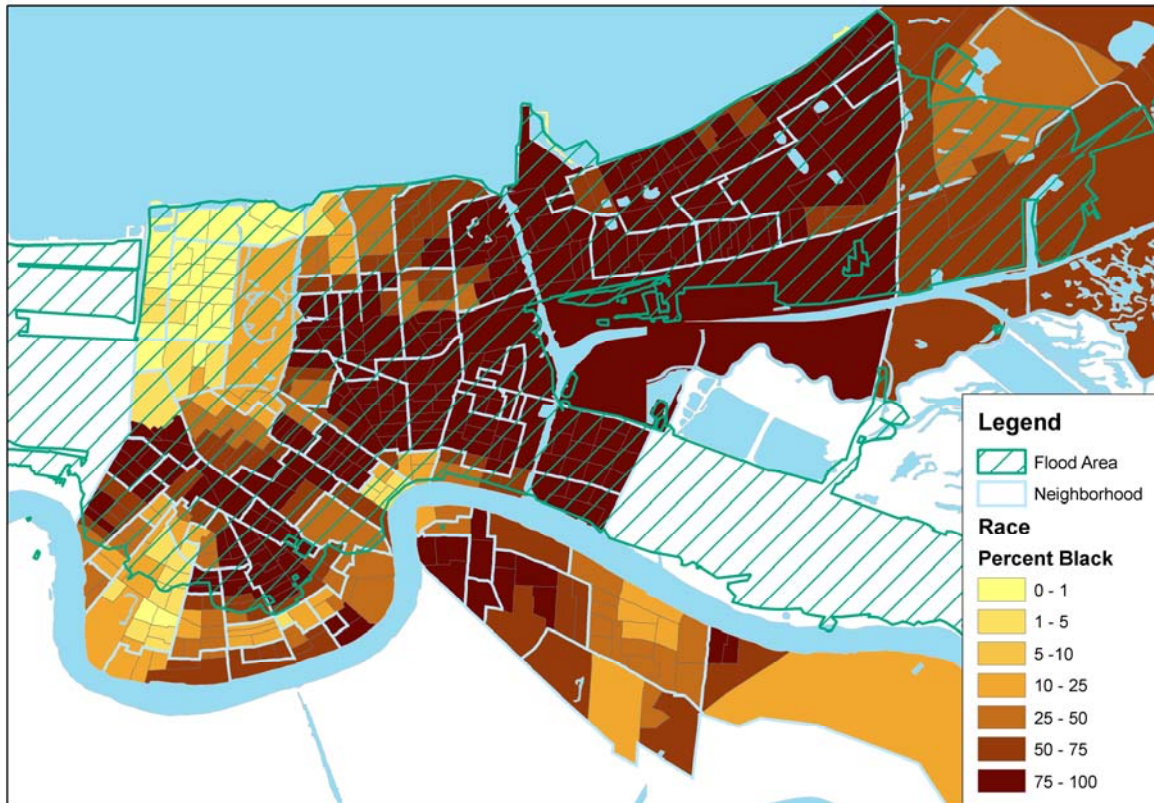 Legend
Flood Area
Neighborhood
Race
Percent Black
0 - 1
1 - 5
5 -10
10 - 25
25 - 50
50 - 75
75 - 100